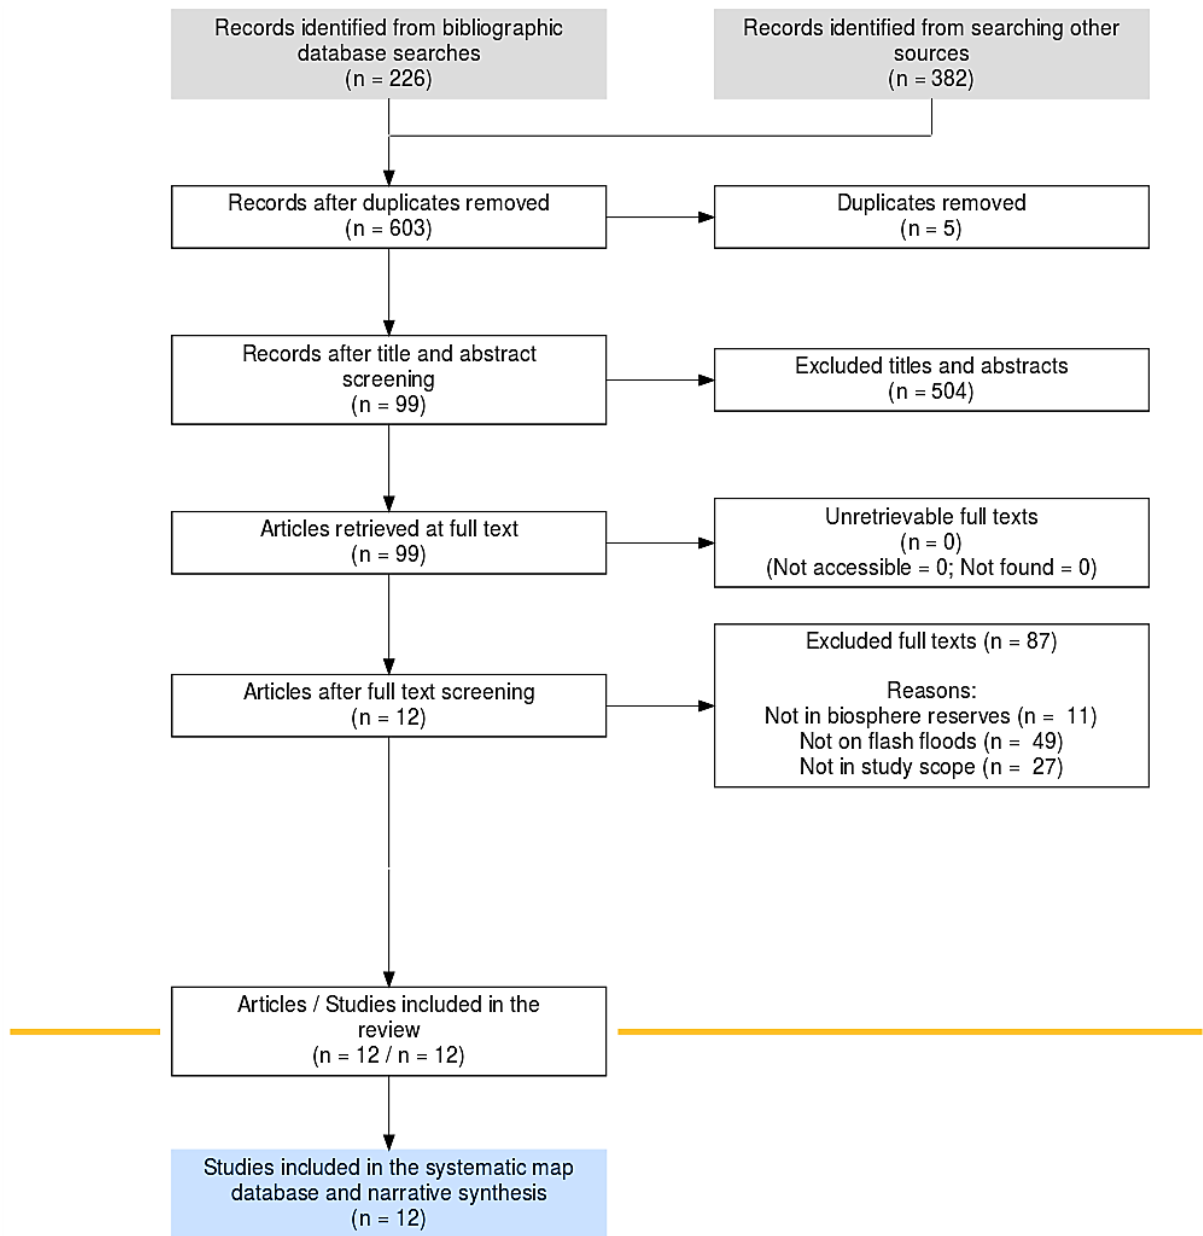 Records identified from bibliographic
database searches
(n = 226)
Records identified from searching other
sources
(n = 382)
Records after duplicates removed
(n = 603)
Duplicates removed
(n = 5)
Records after title and abstract
screening
(n = 99)
Excluded titles and abstracts
(n = 504)
Articles retrieved at full text
(n = 99)
Unretrievable full texts
(n = 0)
(Not accessible = 0; Not found = 0)
Articles after full text screening
(n = 12)
Excluded full texts (n = 87)
Reasons:
Not in biosphere reserves (n = 11)
Not on flash floods (n = 49)
Not in study scope (n = 27)
Articles / Studies included in the
review
(n = 12 / n = 12)
Studies included in the systematic map
database and narrative synthesis
(n = 12)